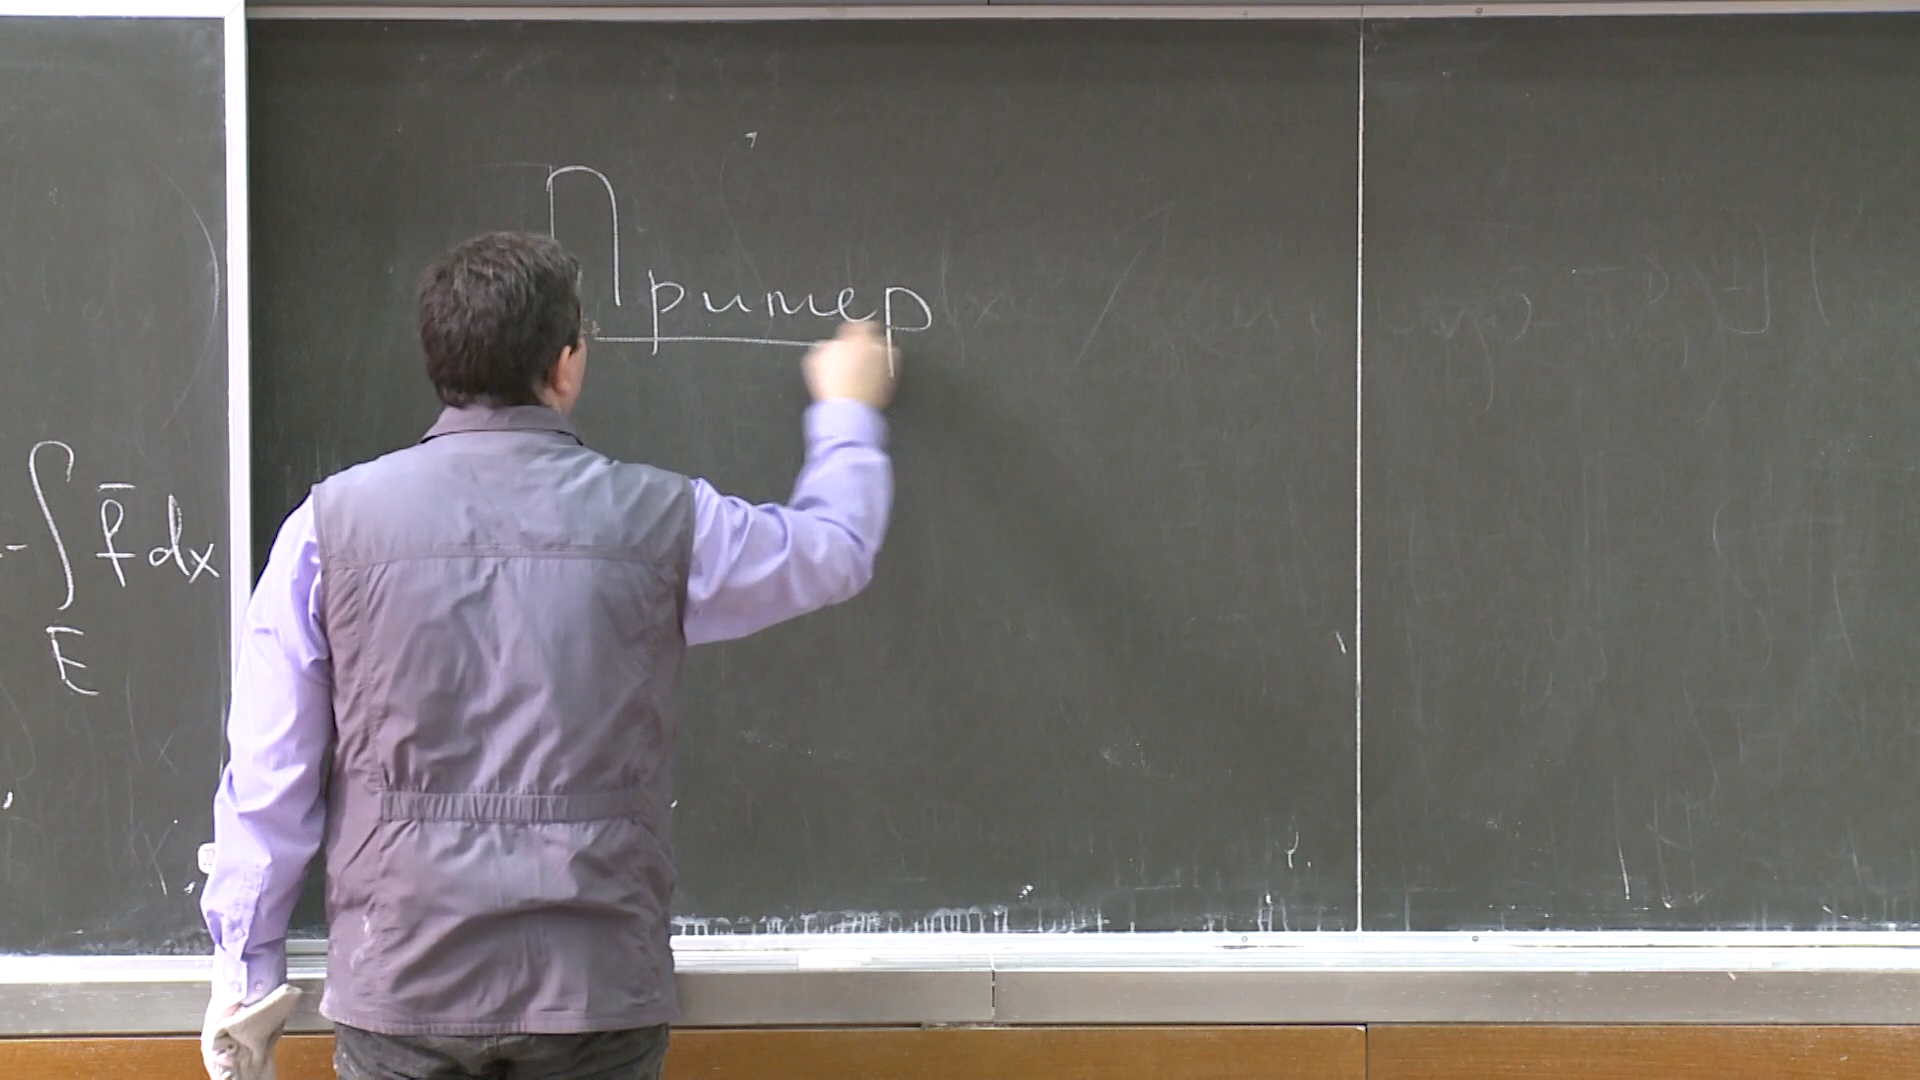 ∫ f̄ dx
E
Пример